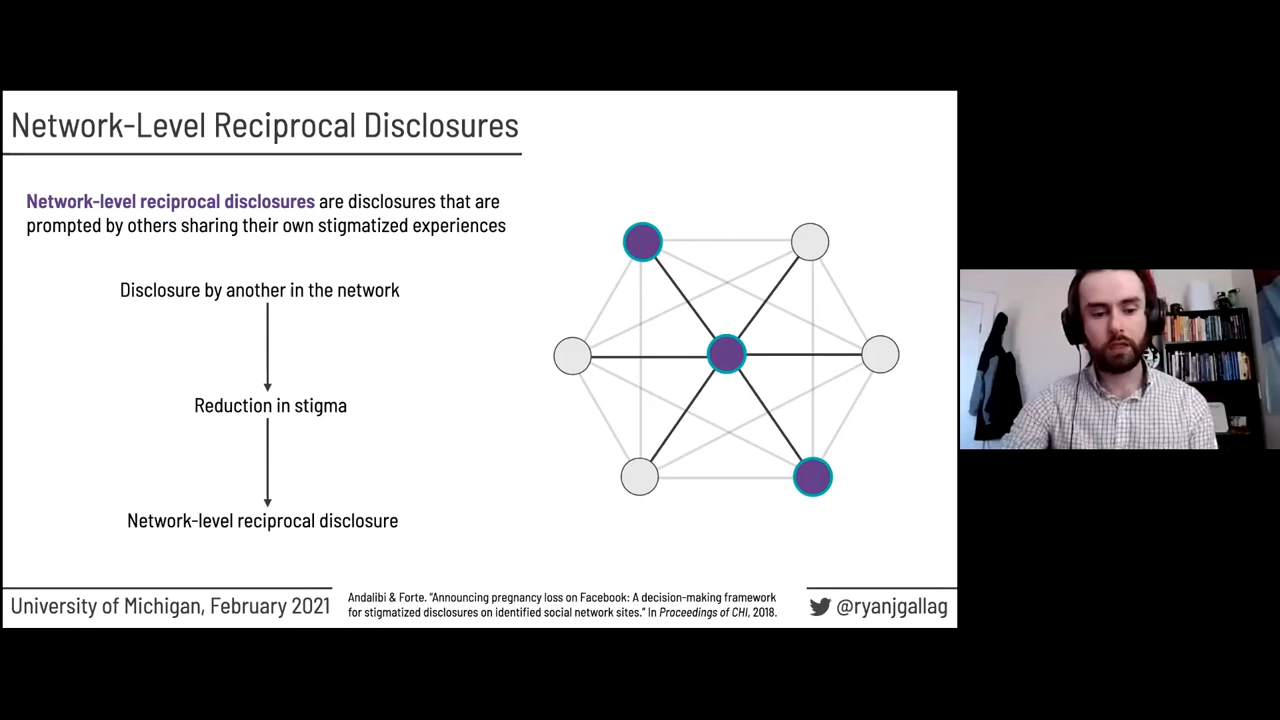 Network-Level Reciprocal Disclosures
Network-level reciprocal disclosures are disclosures that are
prompted by others sharing their own stigmatized experiences
Disclosure by another in the network
Reduction in stigma
Network-level reciprocal disclosure
University of Michigan, February 2021
Andalibi & Forte. "Announcing pregnancy loss on Facebook: A decision-making framework
for stigmatized disclosures on identified social network sites." In Proceedings of CHI, 2018.
@ryanjgallag